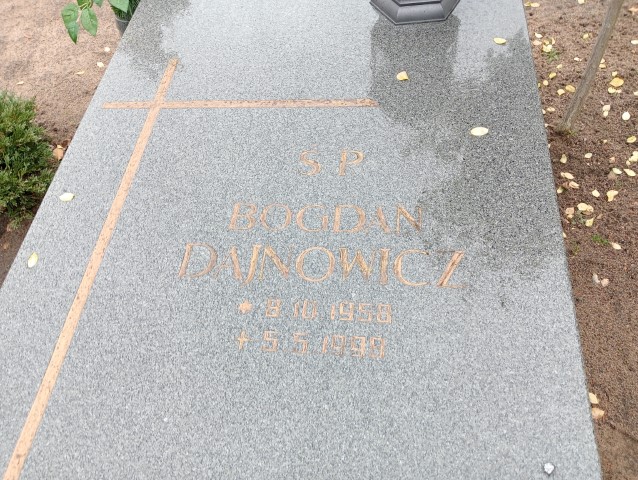 Ś P
BOGDAN
DAJNOWICZ
* 9.10.1958
+ 5.5.1999